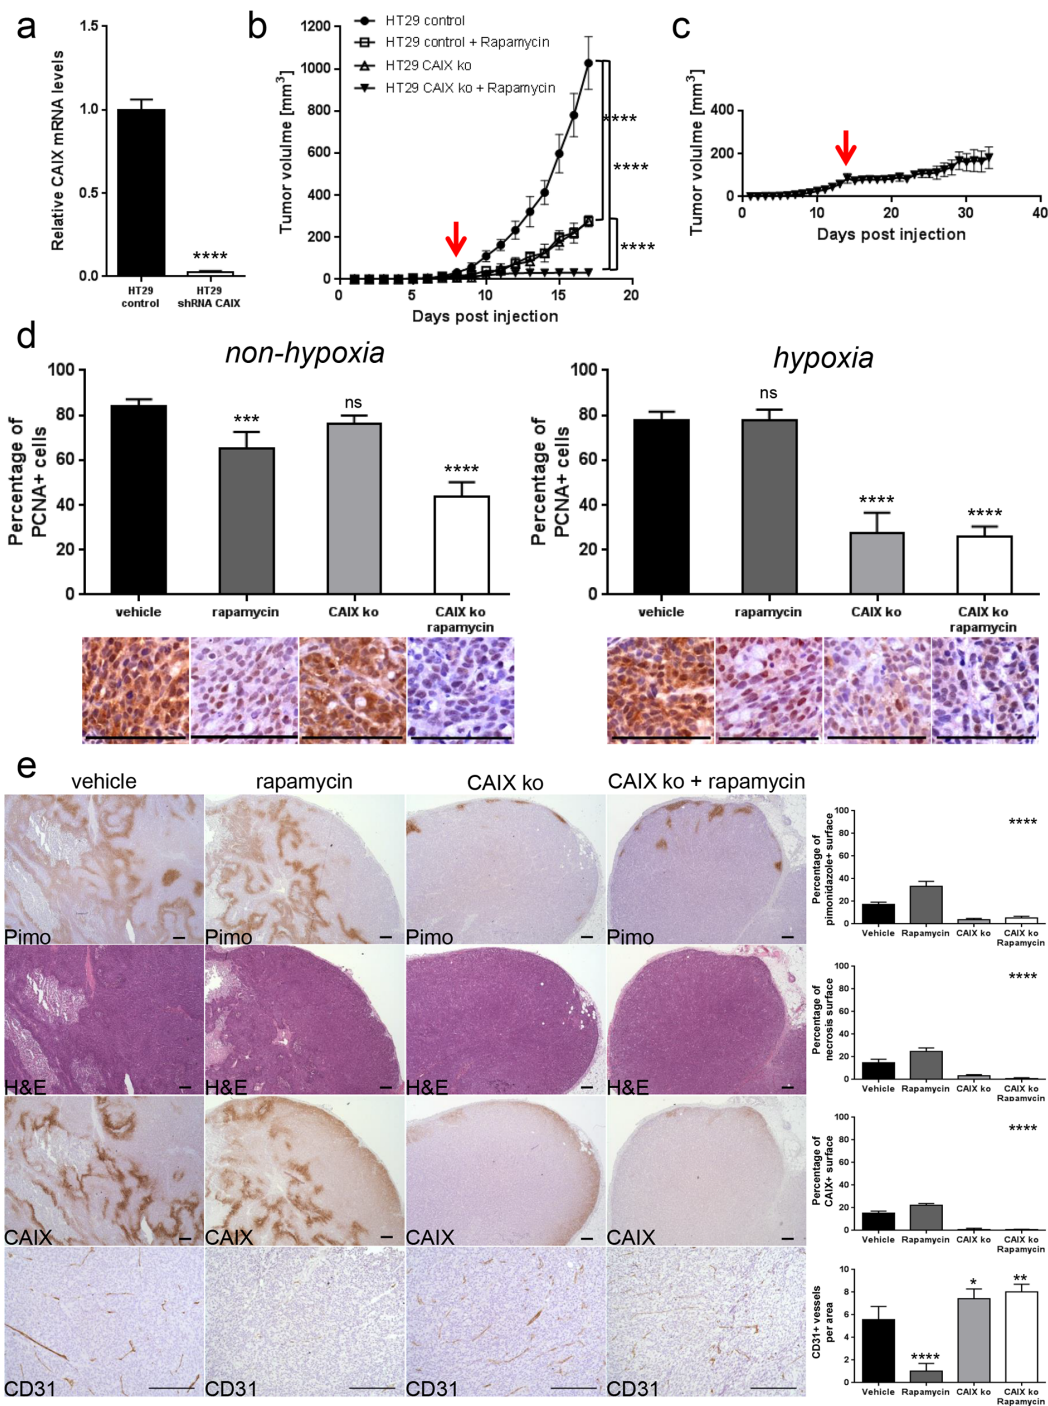 a
Relative CAIX mRNA levels
1.5
1.0
0.5
0.0
****
HT29
control
HT29
shRNA CAIX
b
Tumor volulme [mm3]
1200
1000
800
600
400
200
0
HT29 control
HT29 control + Rapamycin
HT29 CAIX ko
HT29 CAIX ko + Rapamycin
****
****
****
0 5 10 15 20
Days post injection
c
Tumor volulme [mm3]
400
200
0
0 10 20 30 40
Days post injection
d
non-hypoxia
Percentage of
PCNA+ cells
100
80
60
40
20
0
***
ns
****
vehicle rapamycin CAIX ko CAIX ko
rapamycin
hypoxia
Percentage of
PCNA+ cells
100
80
60
40
20
0
ns
****
****
vehicle rapamycin CAIX ko CAIX ko
rapamycin
e
vehicle rapamycin CAIX ko CAIX ko + rapamycin
Pimo Pimo Pimo Pimo
H&E H&E H&E H&E
CAIX CAIX CAIX CAIX
CD31 CD31 CD31 CD31
Percentage of
pimonidazole+ surface
100
80
60
40
20
0
****
Vehicle Rapamycin CAIX ko CAIX ko
Rapamycin
Percentage of
necrosis surface
100
80
60
40
20
0
****
Vehicle Rapamycin CAIX ko CAIX ko
Rapamycin
Percentage of
CAIX+ surface
100
80
60
40
20
0
****
Vehicle Rapamycin CAIX ko CAIX ko
Rapamycin
CD31+ vessels
per area
10
8
6
4
2
0
****
*
**
Vehicle Rapamycin CAIX ko CAIX ko
Rapamycin